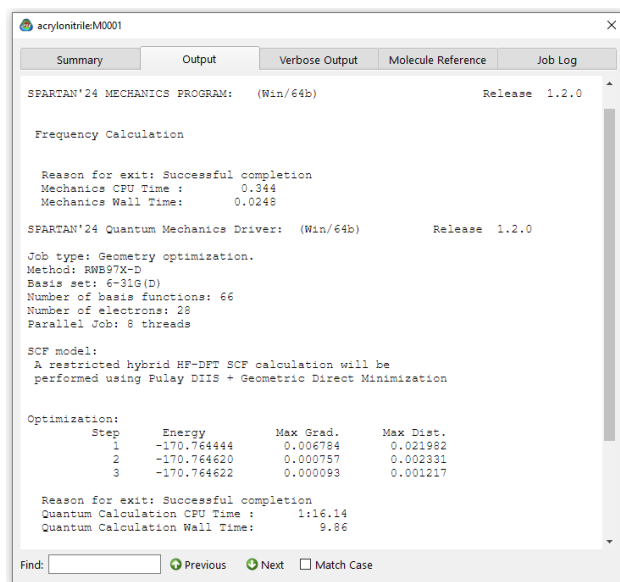 acrylonitrile:M0001
Summary Output Verbose Output Molecule Reference Job Log
SPARTAN'24 MECHANICS PROGRAM: (Win/64b) Release 1.2.0
Frequency Calculation
Reason for exit: Successful completion
Mechanics CPU Time : 0.344
Mechanics Wall Time: 0.0248
SPARTAN'24 Quantum Mechanics Driver: (Win/64b) Release 1.2.0
Job type: Geometry optimization.
Method: RWB97X-D
Basis set: 6-31G(D)
Number of basis functions: 66
Number of electrons: 28
Parallel Job: 8 threads
SCF model:
A restricted hybrid HF-DFT SCF calculation will be
performed using Pulay DIIS + Geometric Direct Minimization
Optimization:
Step Energy Max Grad. Max Dist.
1 -170.764444 0.006784 0.021982
2 -170.764620 0.000757 0.002331
3 -170.764622 0.000093 0.001217
Reason for exit: Successful completion
Quantum Calculation CPU Time : 1:16.14
Quantum Calculation Wall Time: 9.86
Find: Previous Next Match Case